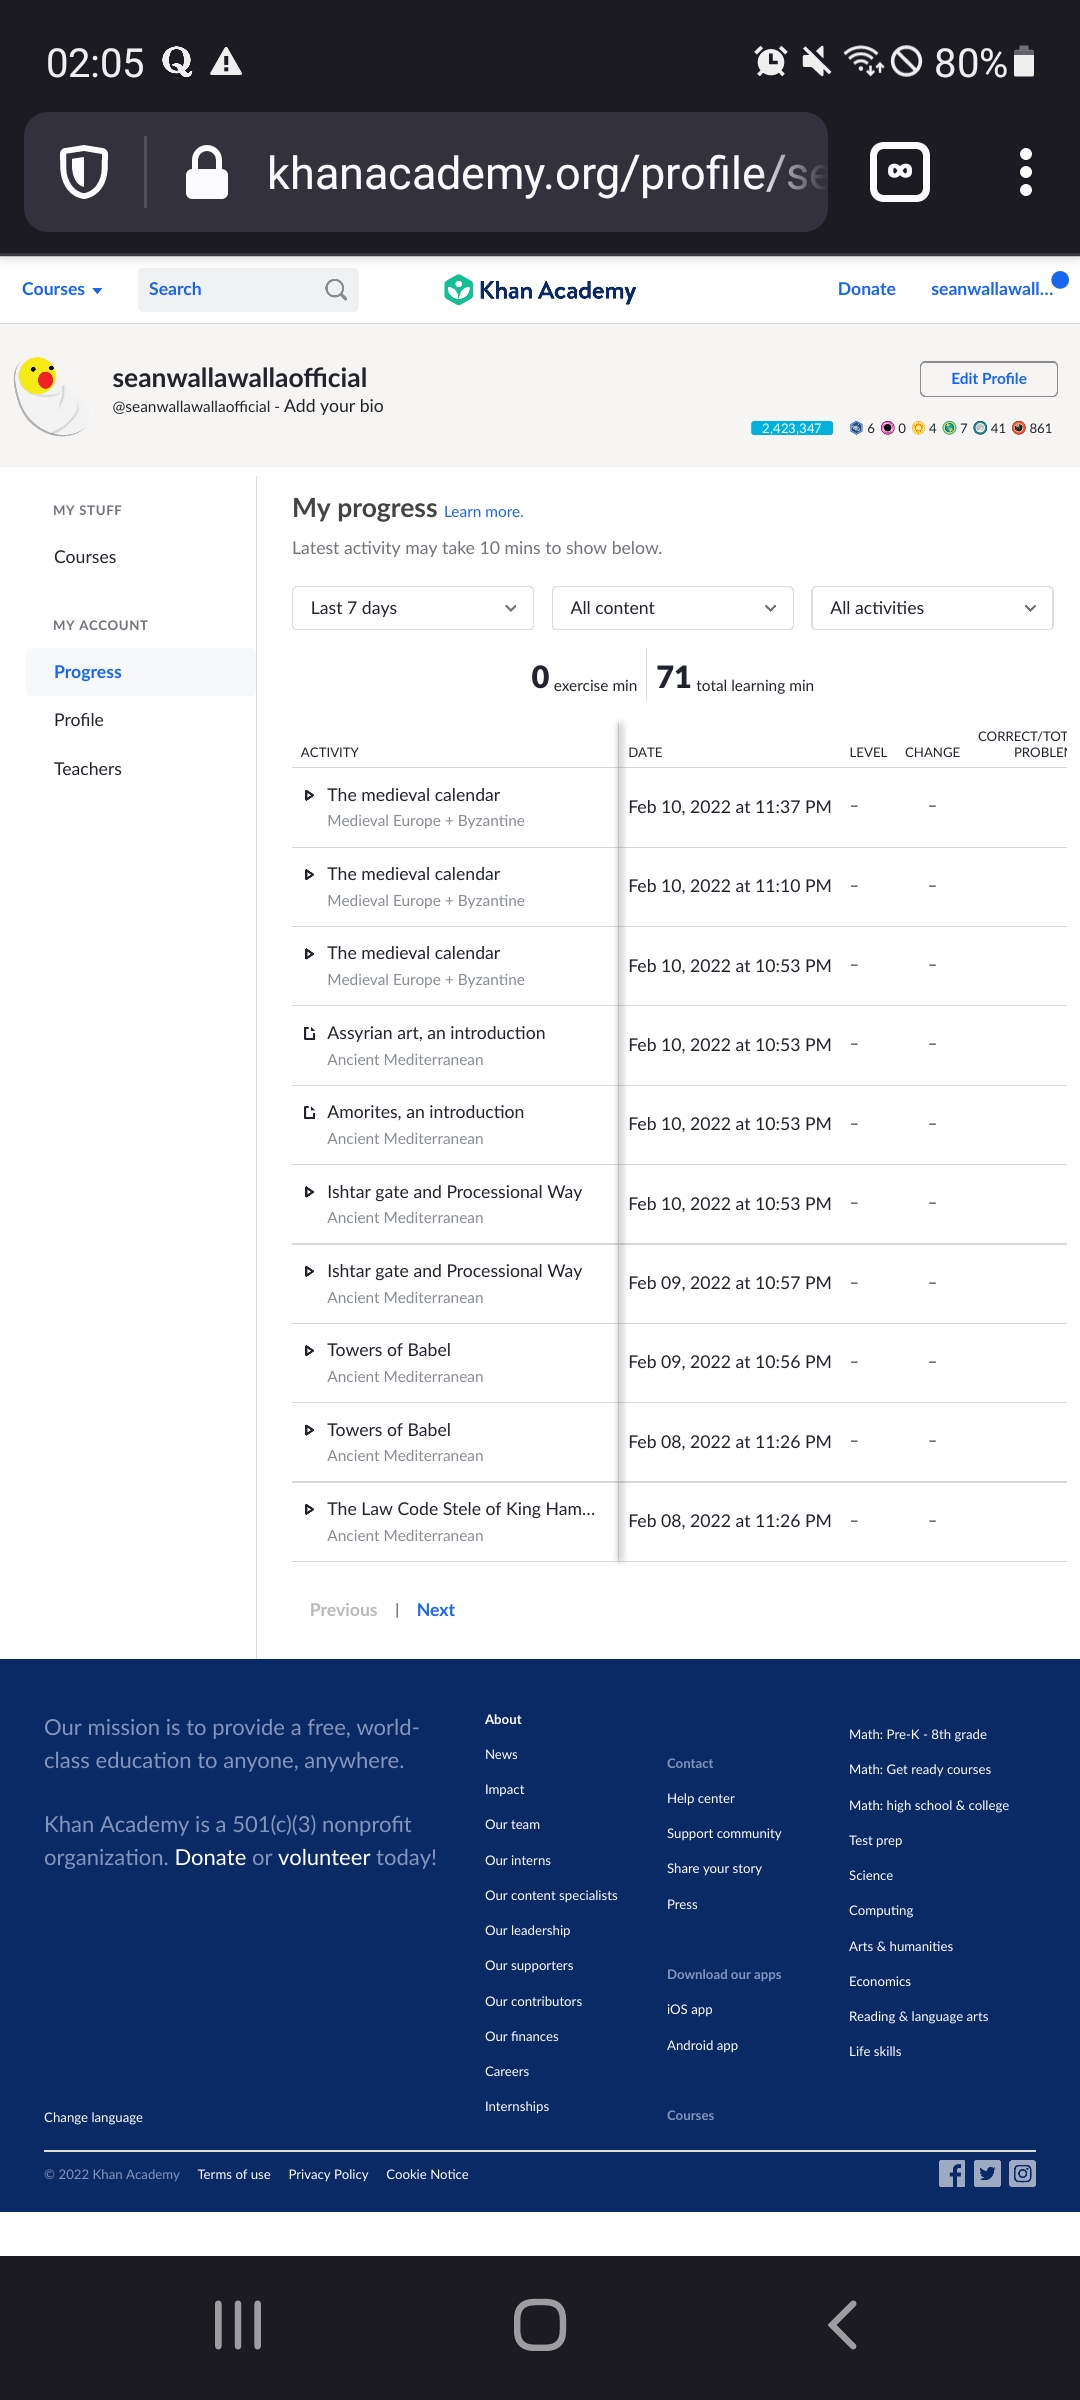 02:05
80%
khanacademy.org/profile/se
Courses
Search
Khan Academy
Donate
seanwallawall...
seanwallawallaofficial
@seanwallawallaofficial - Add your bio
Edit Profile
2,423,347
6
0
4
7
41
861
MY STUFF
Courses
MY ACCOUNT
Progress
Profile
Teachers
My progress Learn more.
Latest activity may take 10 mins to show below.
Last 7 days
All content
All activities
0 exercise min
71 total learning min
ACTIVITY
DATE
LEVEL
CHANGE
CORRECT/TOT
PROBLEM
The medieval calendar
Medieval Europe + Byzantine
Feb 10, 2022 at 11:37 PM – –
The medieval calendar
Medieval Europe + Byzantine
Feb 10, 2022 at 11:10 PM – –
The medieval calendar
Medieval Europe + Byzantine
Feb 10, 2022 at 10:53 PM – –
Assyrian art, an introduction
Ancient Mediterranean
Feb 10, 2022 at 10:53 PM – –
Amorites, an introduction
Ancient Mediterranean
Feb 10, 2022 at 10:53 PM – –
Ishtar gate and Processional Way
Ancient Mediterranean
Feb 10, 2022 at 10:53 PM – –
Ishtar gate and Processional Way
Ancient Mediterranean
Feb 09, 2022 at 10:57 PM – –
Towers of Babel
Ancient Mediterranean
Feb 09, 2022 at 10:56 PM – –
Towers of Babel
Ancient Mediterranean
Feb 08, 2022 at 11:26 PM – –
The Law Code Stele of King Ham...
Ancient Mediterranean
Feb 08, 2022 at 11:26 PM – –
Previous | Next
Our mission is to provide a free, world-
class education to anyone, anywhere.
Khan Academy is a 501(c)(3) nonprofit
organization. Donate or volunteer today!
About
News
Impact
Our team
Our interns
Our content specialists
Our leadership
Our supporters
Our contributors
Our finances
Careers
Internships
Contact
Help center
Support community
Share your story
Press
Download our apps
iOS app
Android app
Courses
Math: Pre-K - 8th grade
Math: Get ready courses
Math: high school & college
Test prep
Science
Computing
Arts & humanities
Economics
Reading & language arts
Life skills
Change language
© 2022 Khan Academy
Terms of use
Privacy Policy
Cookie Notice